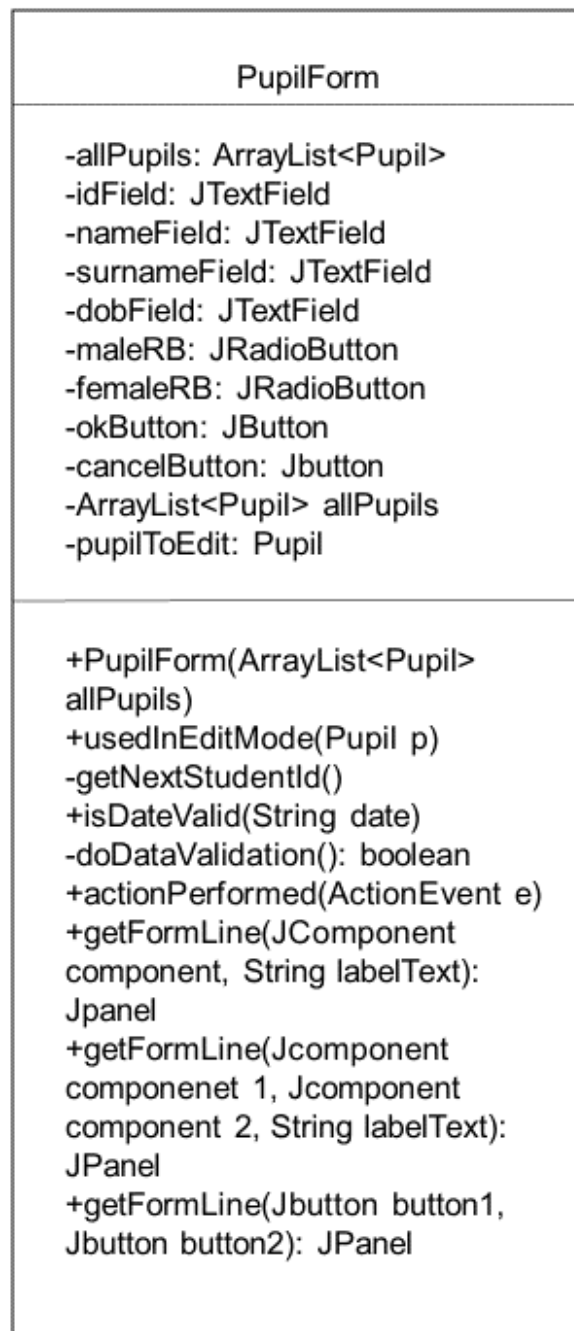 PupilForm
-allPupils: ArrayList<Pupil>
-idField: JTextField
-nameField: JTextField
-surnameField: JTextField
-dobField: JTextField
-maleRB: JRadioButton
-femaleRB: JRadioButton
-okButton: JButton
-cancelButton: Jbutton
-ArrayList<Pupil> allPupils
-pupilToEdit: Pupil
+PupilForm(ArrayList<Pupil>
allPupils)
+usedInEditMode(Pupil p)
-getNextStudentId()
+isDateValid(String date)
-doDataValidation(): boolean
+actionPerformed(ActionEvent e)
+getFormLine(JComponent
component, String labelText):
Jpanel
+getFormLine(Jcomponent
componenet 1, Jcomponent
component 2, String labelText):
JPanel
+getFormLine(Jbutton button1,
Jbutton button2): JPanel